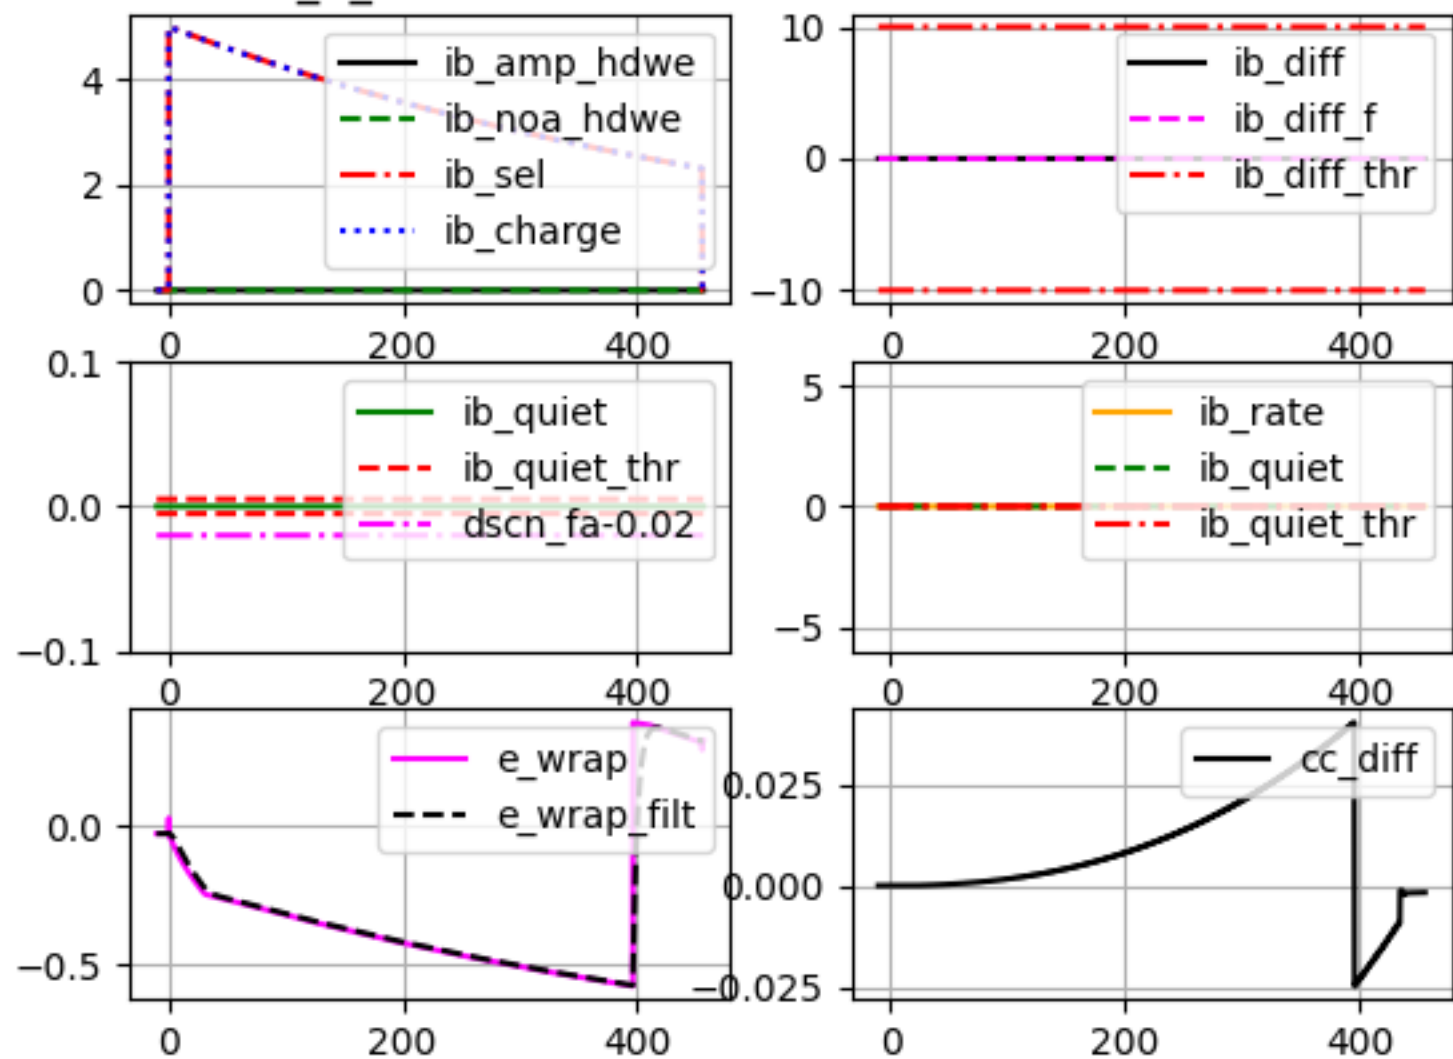 4
2
0
ib_amp_hdwe
ib_noa_hdwe
ib_sel
ib_charge
0 200 400
10
0
−10
ib_diff
ib_diff_f
ib_diff_thr
0 200 400
0.1
0.0
−0.1
ib_quiet
ib_quiet_thr
dscn_fa-0.02
0 200 400
5
0
−5
ib_rate
ib_quiet
ib_quiet_thr
0 200 400
0.0
−0.5
e_wrap
e_wrap_filt
0 200 400
0.025
0.000
−0.025
cc_diff
0 200 400